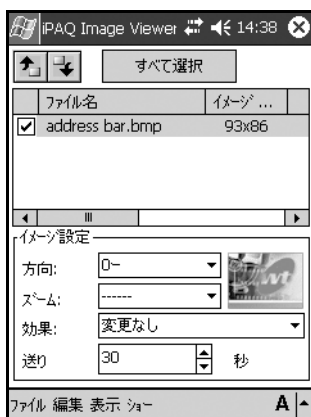 iPAQ Image Viewer 14:38
すべて選択
ファイル名 イメージ ...
address bar.bmp 93x86
イメージ設定
方向: 0~
ズーム: ------
効果: 変更なし
送り 30 秒
ファイル 編集 表示 ショー A